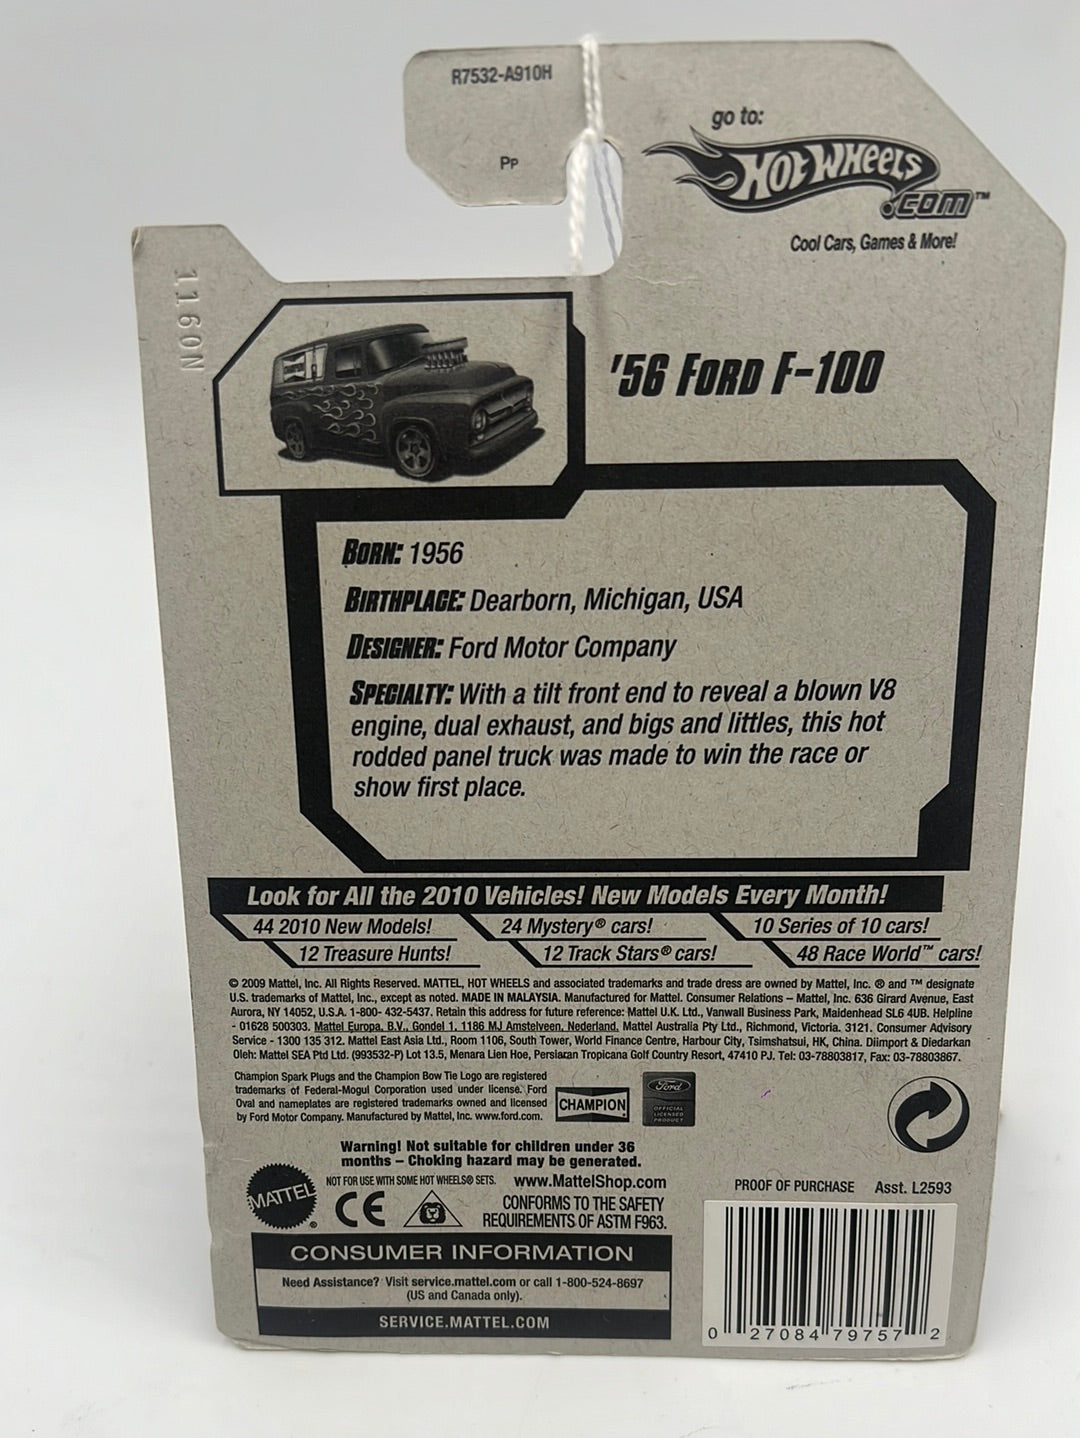 R7532-A910H
Pp
go to:
HOT WHEELS
.COM™
Cool Cars, Games & More!
1160N
'56 FORD F-100
BORN: 1956
BIRTHPLACE: Dearborn, Michigan, USA
DESIGNER: Ford Motor Company
SPECIALTY: With a tilt front end to reveal a blown V8
engine, dual exhaust, and bigs and littles, this hot
rodded panel truck was made to win the race or
show first place.
Look for All the 2010 Vehicles! New Models Every Month!
44 2010 New Models!
24 Mystery® cars!
10 Series of 10 cars!
12 Treasure Hunts!
12 Track Stars® cars!
48 Race World™ cars!
© 2009 Mattel, Inc. All Rights Reserved. MATTEL, HOT WHEELS and associated trademarks and trade dress are owned by Mattel, Inc. ® and ™ designate
U.S. trademarks of Mattel, Inc., except as noted. MADE IN MALAYSIA. Manufactured for Mattel. Consumer Relations – Mattel, Inc. 636 Girard Avenue, East
Aurora, NY 14052, U.S.A. 1-800- 432-5437. Retain this address for future reference: Mattel U.K. Ltd., Vanwall Business Park, Maidenhead SL6 4UB. Helpline
- 01628 500303. Mattel Europa, B.V., Gondel 1, 1186 MJ Amstelveen, Nederland. Mattel Australia Pty Ltd., Richmond, Victoria. 3121. Consumer Advisory
Service - 1300 135 312. Mattel East Asia Ltd., Room 1106, South Tower, World Finance Centre, Harbour City, Tsimshatsui, HK, China. Diimport & Diedarkan
Oleh: Mattel SEA Ptd Ltd. (993532-P) Lot 13.5, Menara Lien Hoe, Persiaran Tropicana Golf Country Resort, 47410 PJ. Tel: 03-78803817, Fax: 03-78803867.
Champion Spark Plugs and the Champion Bow Tie Logo are registered
trademarks of Federal-Mogul Corporation used under license. Ford
Oval and nameplates are registered trademarks owned and licensed
by Ford Motor Company. Manufactured by Mattel, Inc. www.ford.com.
CHAMPION
Ford
OFFICIAL
LICENSED
PRODUCT
Warning! Not suitable for children under 36
months – Choking hazard may be generated.
NOT FOR USE WITH SOME HOT WHEELS® SETS.
www.MattelShop.com
MATTEL®
CE
CONFORMS TO THE SAFETY
REQUIREMENTS OF ASTM F963.
PROOF OF PURCHASE
Asst. L2593
CONSUMER INFORMATION
Need Assistance? Visit service.mattel.com or call 1-800-524-8697
(US and Canada only).
SERVICE.MATTEL.COM
0 27084 79757 2